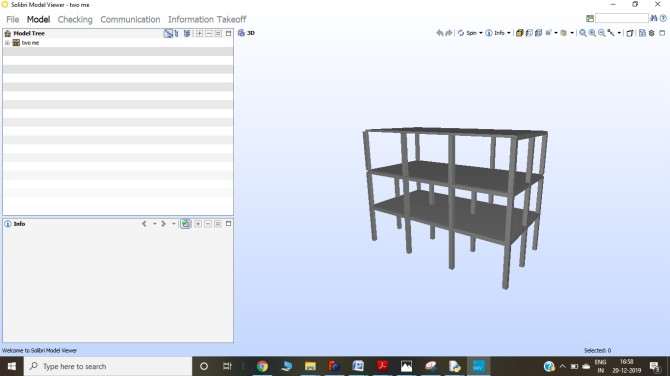 Solibri Model Viewer - two me
File Model Checking Communication Information Takeoff
Model Tree
3D
Spin
Info
two me
Info
Welcome to Solibri Model Viewer
Selected: 0
Type here to search
ENG
IN
16:58
20-12-2019